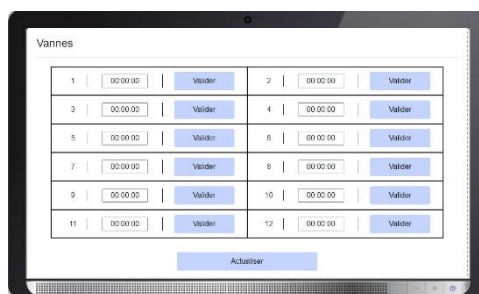 Vannes
1 00:00:00 Valider 2 00:00:00 Valider
3 00:00:00 Valider 4 00:00:00 Valider
5 00:00:00 Valider 6 00:00:00 Valider
7 00:00:00 Valider 8 00:00:00 Valider
9 00:00:00 Valider 10 00:00:00 Valider
11 00:00:00 Valider 12 00:00:00 Valider
Actualiser